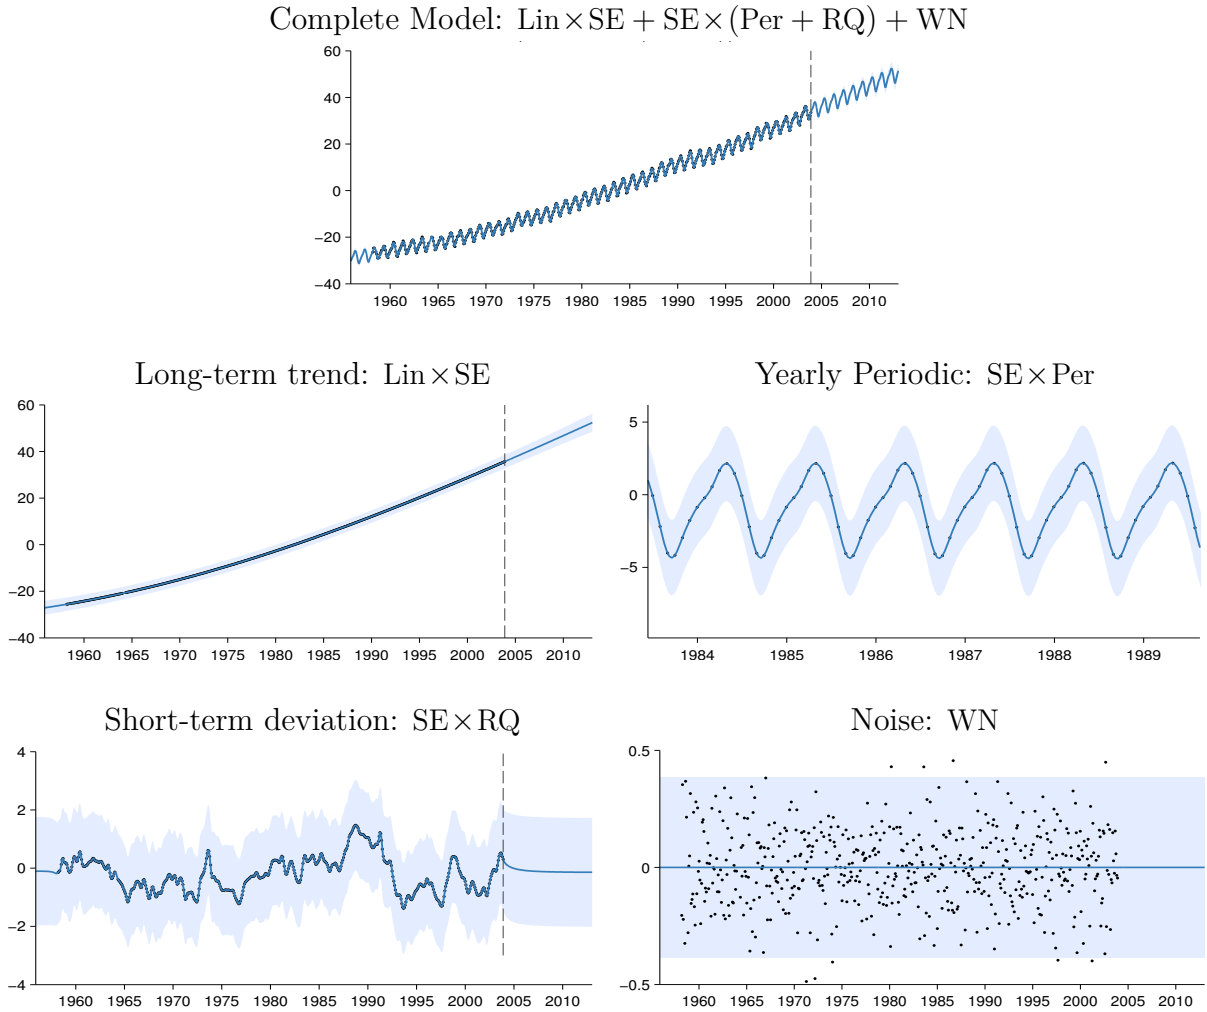 Complete Model: Lin×SE + SE×(Per + RQ) + WN
60
40
20
0
−20
−40
1960 1965 1970 1975 1980 1985 1990 1995 2000 2005 2010
Long-term trend: Lin×SE
60
40
20
0
−20
−40
1960 1965 1970 1975 1980 1985 1990 1995 2000 2005 2010
Yearly Periodic: SE×Per
5
0
−5
1984 1985 1986 1987 1988 1989
Short-term deviation: SE×RQ
4
2
0
−2
−4
1960 1965 1970 1975 1980 1985 1990 1995 2000 2005 2010
Noise: WN
0.5
0
−0.5
1960 1965 1970 1975 1980 1985 1990 1995 2000 2005 2010